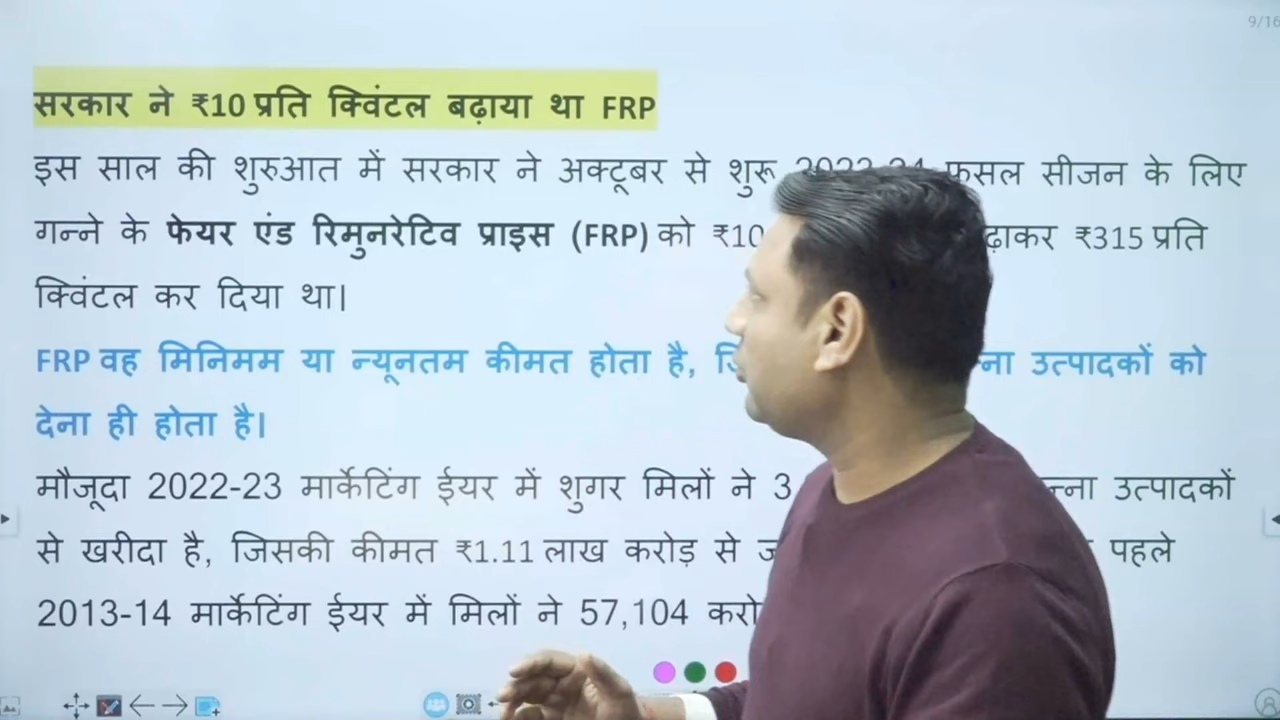 9/16
सरकार ने ₹10 प्रति क्विंटल बढ़ाया था FRP
इस साल की शुरुआत में सरकार ने अक्टूबर से शुरू 2023-24 फसल सीजन के लिए
गन्ने के फेयर एंड रिमुनरेटिव प्राइस (FRP) को ₹10 ₹315 प्रति
क्विंटल कर दिया था।
FRP वह मिनिमम या न्यूनतम कीमत होता है, उत्पादकों को
देना ही होता है।
मौजूदा 2022-23 मार्केटिंग ईयर में शुगर मिलों ने 3 उत्पादकों
से खरीदा है, जिसकी कीमत ₹1.11 लाख करोड़ से पहले
2013-14 मार्केटिंग ईयर में मिलों ने 57,104